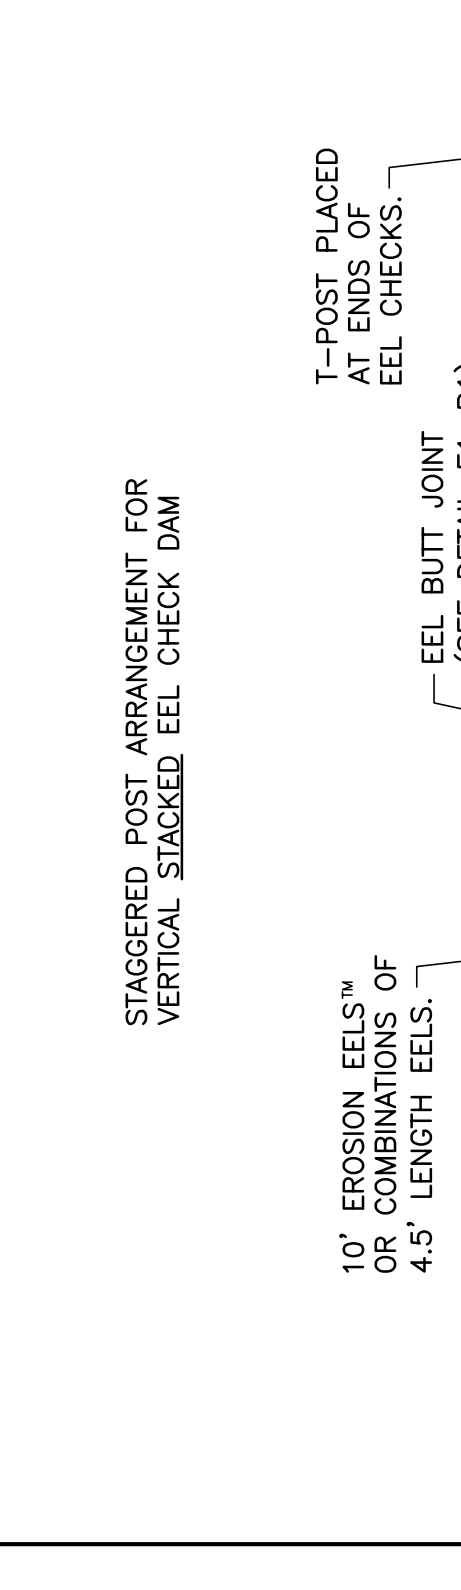 STAGGERED POST ARRANGEMENT FOR
VERTICAL STACKED EEL CHECK DAM
10' EROSION EELS™
OR COMBINATIONS OF
4.5' LENGTH EELS.
T-POST PLACED
AT ENDS OF
EEL CHECKS.
EEL BUTT JOINT